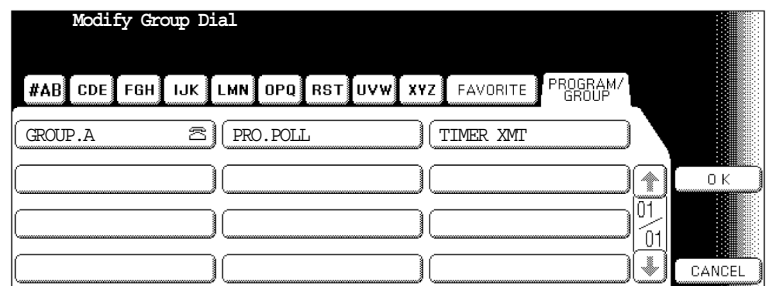 Modify Group Dial
#AB CDE FGH IJK LMN OPQ RST UVW XYZ FAVORITE PROGRAM/
GROUP
GROUP.A PRO.POLL TIMER XMT
OK
01
01
CANCEL